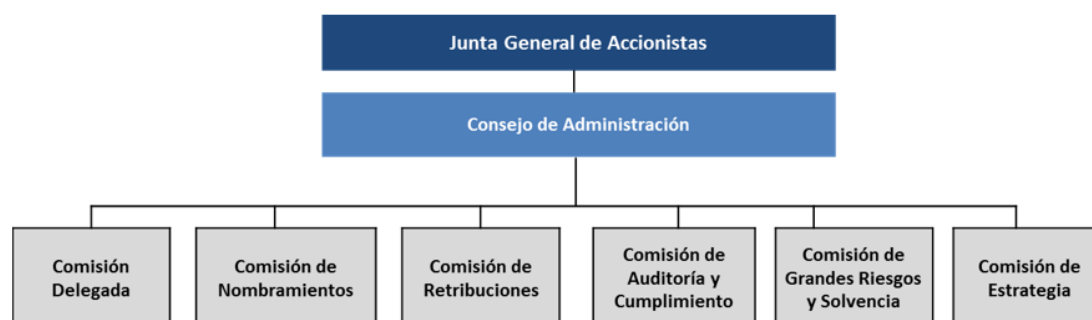 Junta General de Accionistas
Consejo de Administración
Comisión
Delegada
Comisión de
Nombramientos
Comisión de
Retribuciones
Comisión de
Auditoría y
Cumplimiento
Comisión de
Grandes Riesgos
y Solvencia
Comisión de
Estrategia